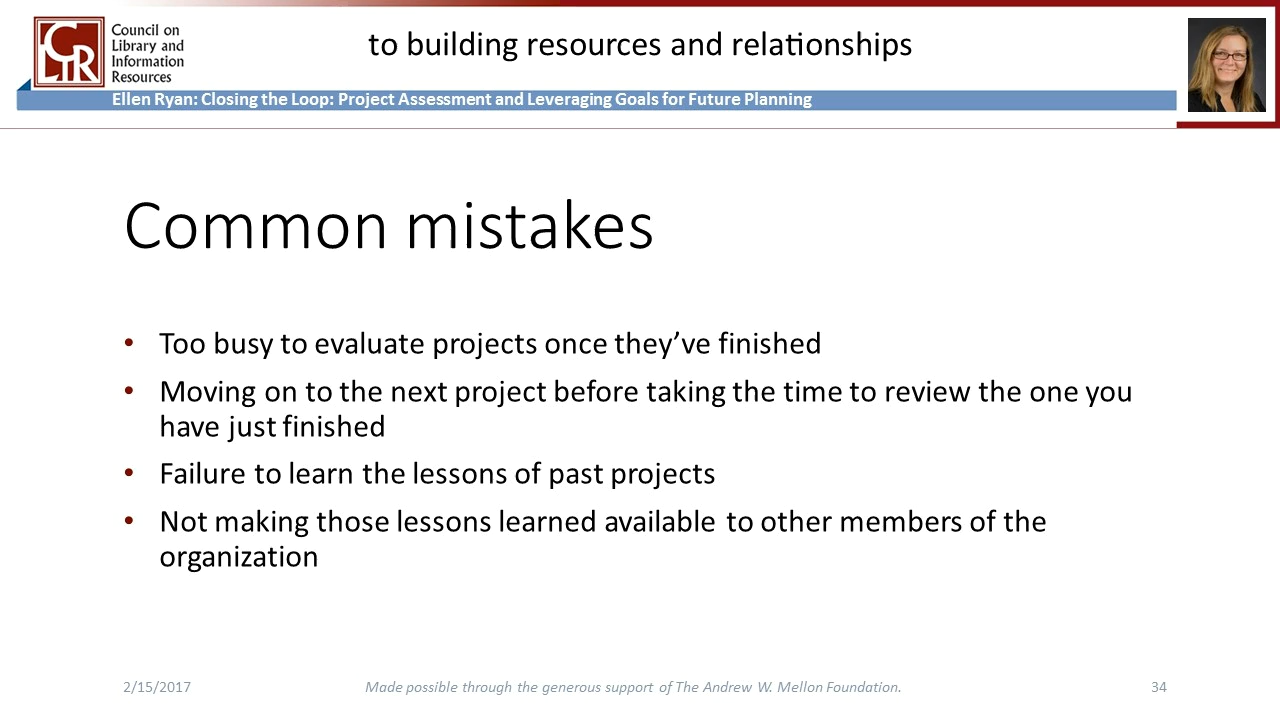 CLIR
Council on
Library and
Information
Resources
to building resources and relationships
Ellen Ryan: Closing the Loop: Project Assessment and Leveraging Goals for Future Planning
Common mistakes
• Too busy to evaluate projects once they’ve finished
• Moving on to the next project before taking the time to review the one you
have just finished
• Failure to learn the lessons of past projects
• Not making those lessons learned available to other members of the
organization
2/15/2017
Made possible through the generous support of The Andrew W. Mellon Foundation.
34